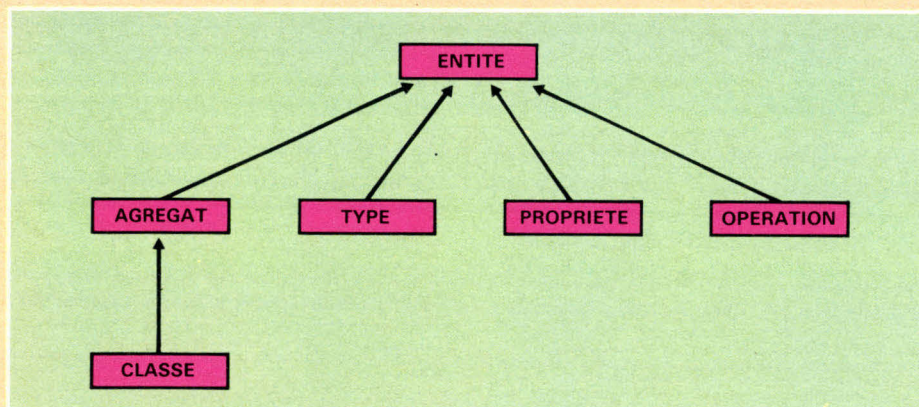 ENTITE
AGREGAT
TYPE
PROPRIETE
OPERATION
CLASSE